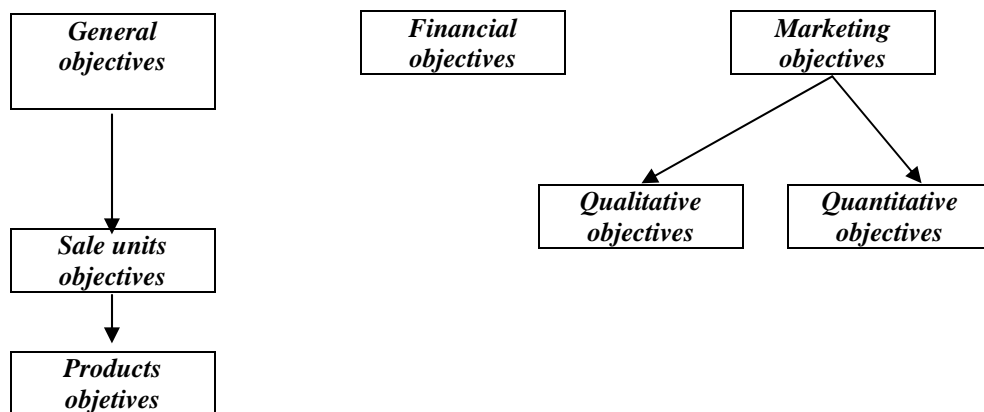 General
objectives
Financial
objectives
Marketing
objectives
Qualitative
objectives
Quantitative
objectives
Sale units
objectives
Products
objetives